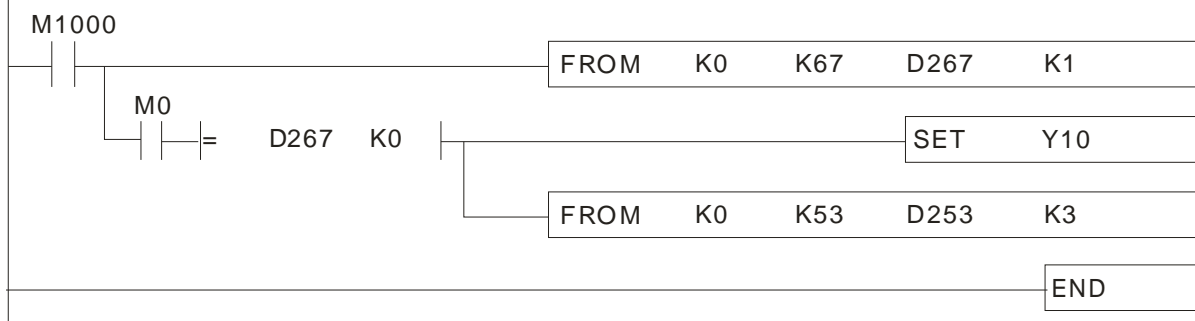 M1000
FROM K0 K67 D267 K1
M0
= D267 K0
SET Y10
FROM K0 K53 D253 K3
END